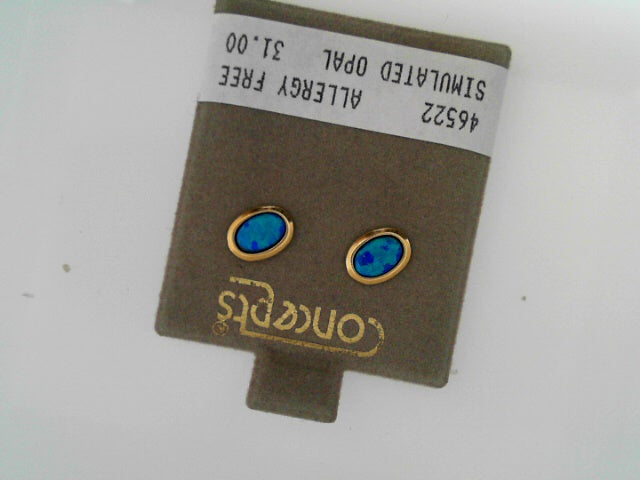 46522 ALLERGY FREE
SIMULATED OPAL 31.00
concepts®